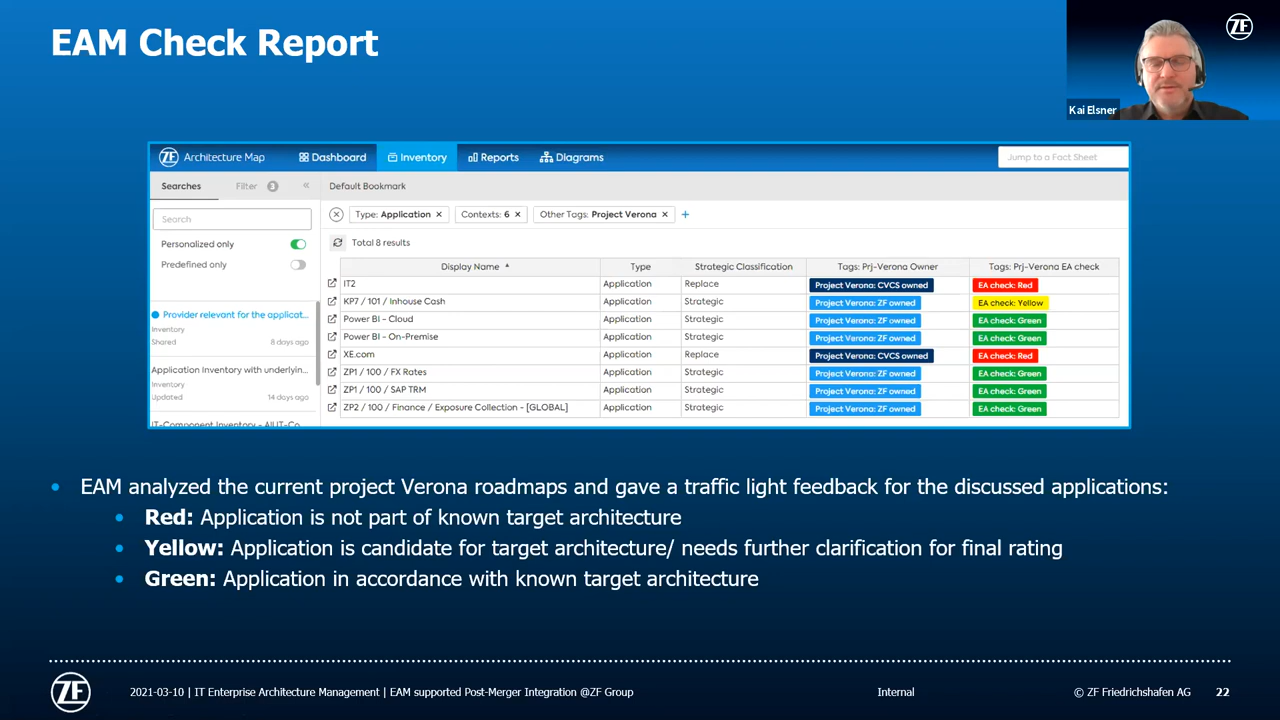 EAM Check Report
ZF
Kai Elsner
ZF Architecture Map Dashboard Inventory Reports Diagrams Jump to a Fact Sheet
Searches Filter 3 « Default Bookmark
Search
Type: Application × Contexts: 6 × Other Tags: Project Verona × +
Personalized only
Total 8 results
Predefined only
Display Name Type Strategic Classification Tags: Prj-Verona Owner Tags: Prj-Verona EA check
IT2 Application Replace Project Verona: CVCS owned EA check: Red
KP7 / 101 / Inhouse Cash Application Strategic Project Verona: ZF owned EA check: Yellow
Power BI - Cloud Application Strategic Project Verona: ZF owned EA check: Green
Power BI - On-Premise Application Strategic Project Verona: ZF owned EA check: Green
XE.com Application Replace Project Verona: CVCS owned EA check: Red
ZP1 / 100 / FX Rates Application Strategic Project Verona: ZF owned EA check: Green
ZP1 / 100 / SAP TRM Application Strategic Project Verona: ZF owned EA check: Green
ZP2 / 100 / Finance / Exposure Collection - [GLOBAL] Application Strategic Project Verona: ZF owned EA check: Green
Provider relevant for the applicat...
Inventory
Shared 8 days ago
Application Inventory with underlyin...
Inventory
Updated 14 days ago
IT-Component Inventory - AllIT-Co...
• EAM analyzed the current project Verona roadmaps and gave a traffic light feedback for the discussed applications:
• Red: Application is not part of known target architecture
• Yellow: Application is candidate for target architecture/ needs further clarification for final rating
• Green: Application in accordance with known target architecture
ZF 2021-03-10 | IT Enterprise Architecture Management | EAM supported Post-Merger Integration @ZF Group Internal © ZF Friedrichshafen AG 22